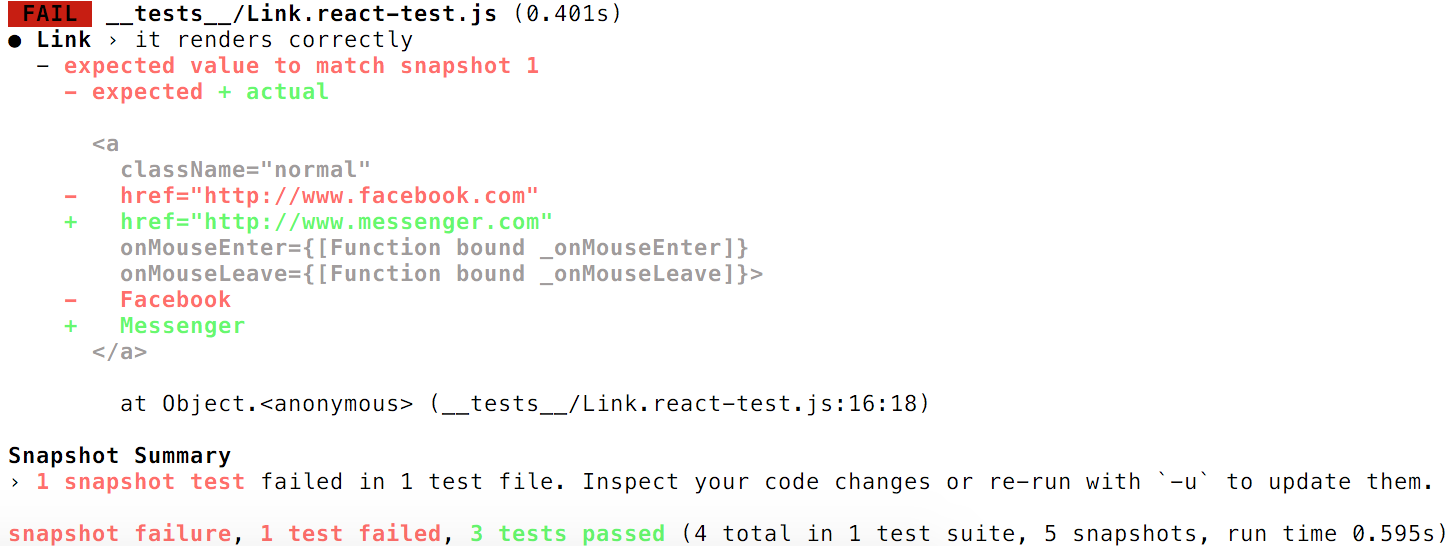 FAIL __tests__/Link.react-test.js (0.401s)
● Link › it renders correctly
- expected value to match snapshot 1
- expected + actual
<a
className="normal"
- href="http://www.facebook.com"
+ href="http://www.messenger.com"
onMouseEnter={[Function bound _onMouseEnter]}
onMouseLeave={[Function bound _onMouseLeave]}>
- Facebook
+ Messenger
</a>
at Object.<anonymous> (__tests__/Link.react-test.js:16:18)
Snapshot Summary
› 1 snapshot test failed in 1 test file. Inspect your code changes or re-run with `-u` to update them.
snapshot failure, 1 test failed, 3 tests passed (4 total in 1 test suite, 5 snapshots, run time 0.595s)